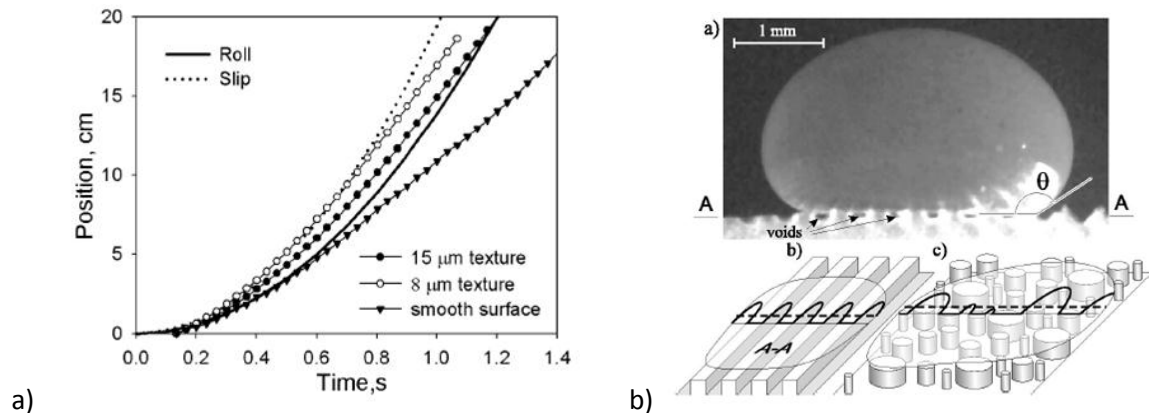 20
15
10
5
0
Position, cm
Roll
Slip
15 μm texture
8 μm texture
smooth surface
0.0 0.2 0.4 0.6 0.8 1.0 1.2 1.4
Time,s
a)
a)
1 mm
θ
A
A
voids
b)
c)
A-A
b)